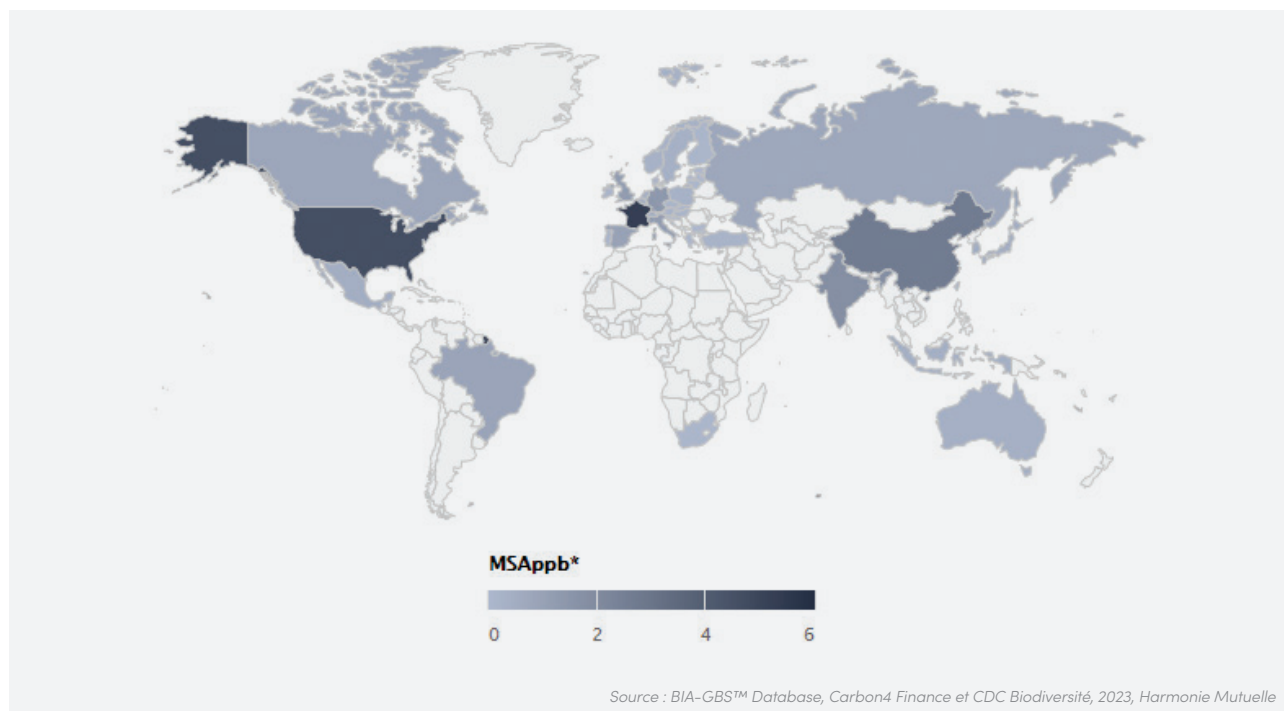 MSAppb*
0 2 4 6
Source : BIA-GBS™ Database, Carbon4 Finance et CDC Biodiversité, 2023, Harmonie Mutuelle